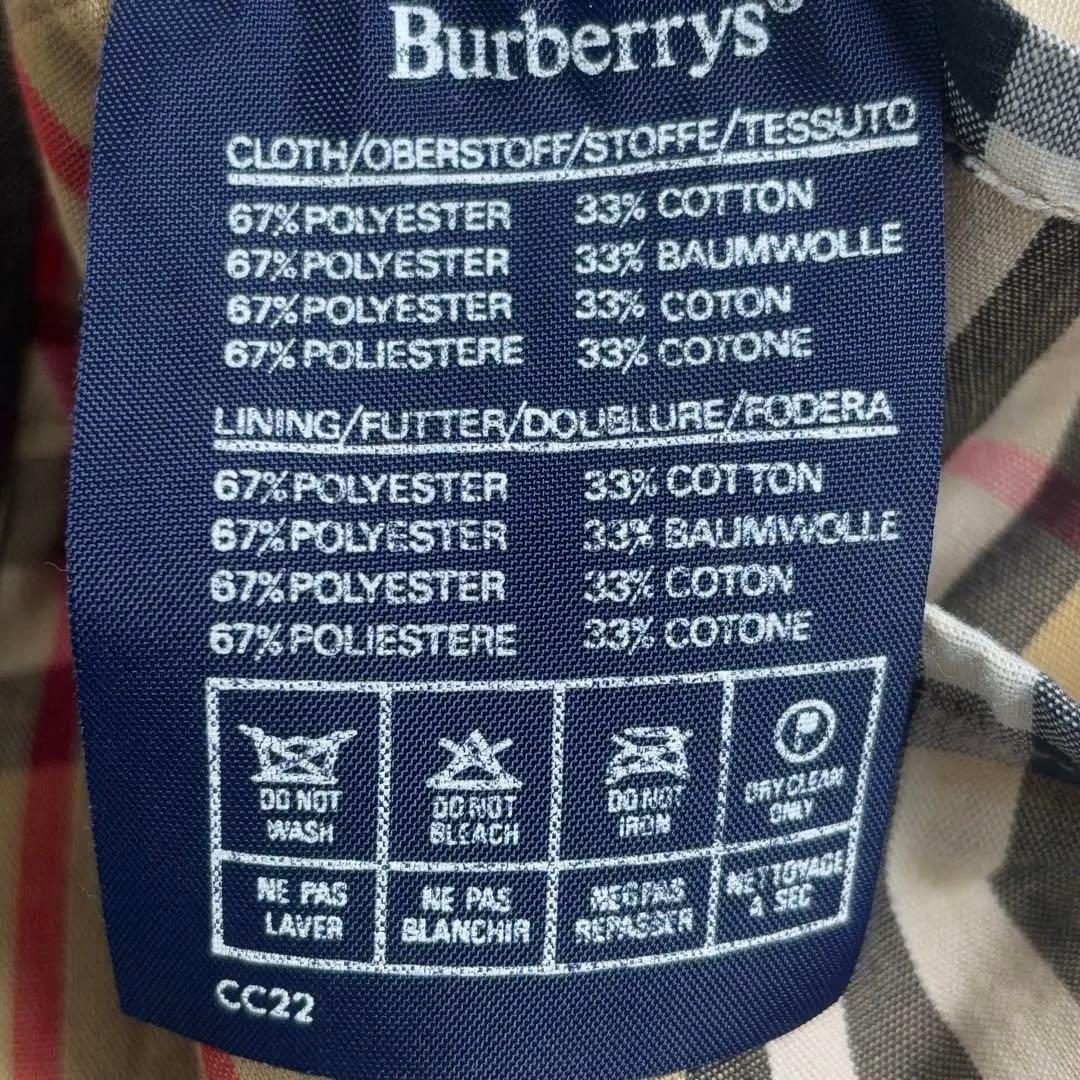 Burberrys®
CLOTH/OBERSTOFF/STOFFE/TESSUTO
67% POLYESTER 33% COTTON
67% POLYESTER 33% BAUMWOLLE
67% POLYESTER 33% COTON
67% POLIESTERE 33% COTONE
LINING/FUTTER/DOUBLURE/FODERA
67% POLYESTER 33% COTTON
67% POLYESTER 33% BAUMWOLLE
67% POLYESTER 33% COTON
67% POLIESTERE 33% COTONE
DO NOT
WASH
DO NOT
BLEACH
DO NOT
IRON
P
DRY CLEAN
ONLY
NE PAS
LAVER
NE PAS
BLANCHIR
NE PAS
REPASSER
NETTOYAGE
A SEC
CC22